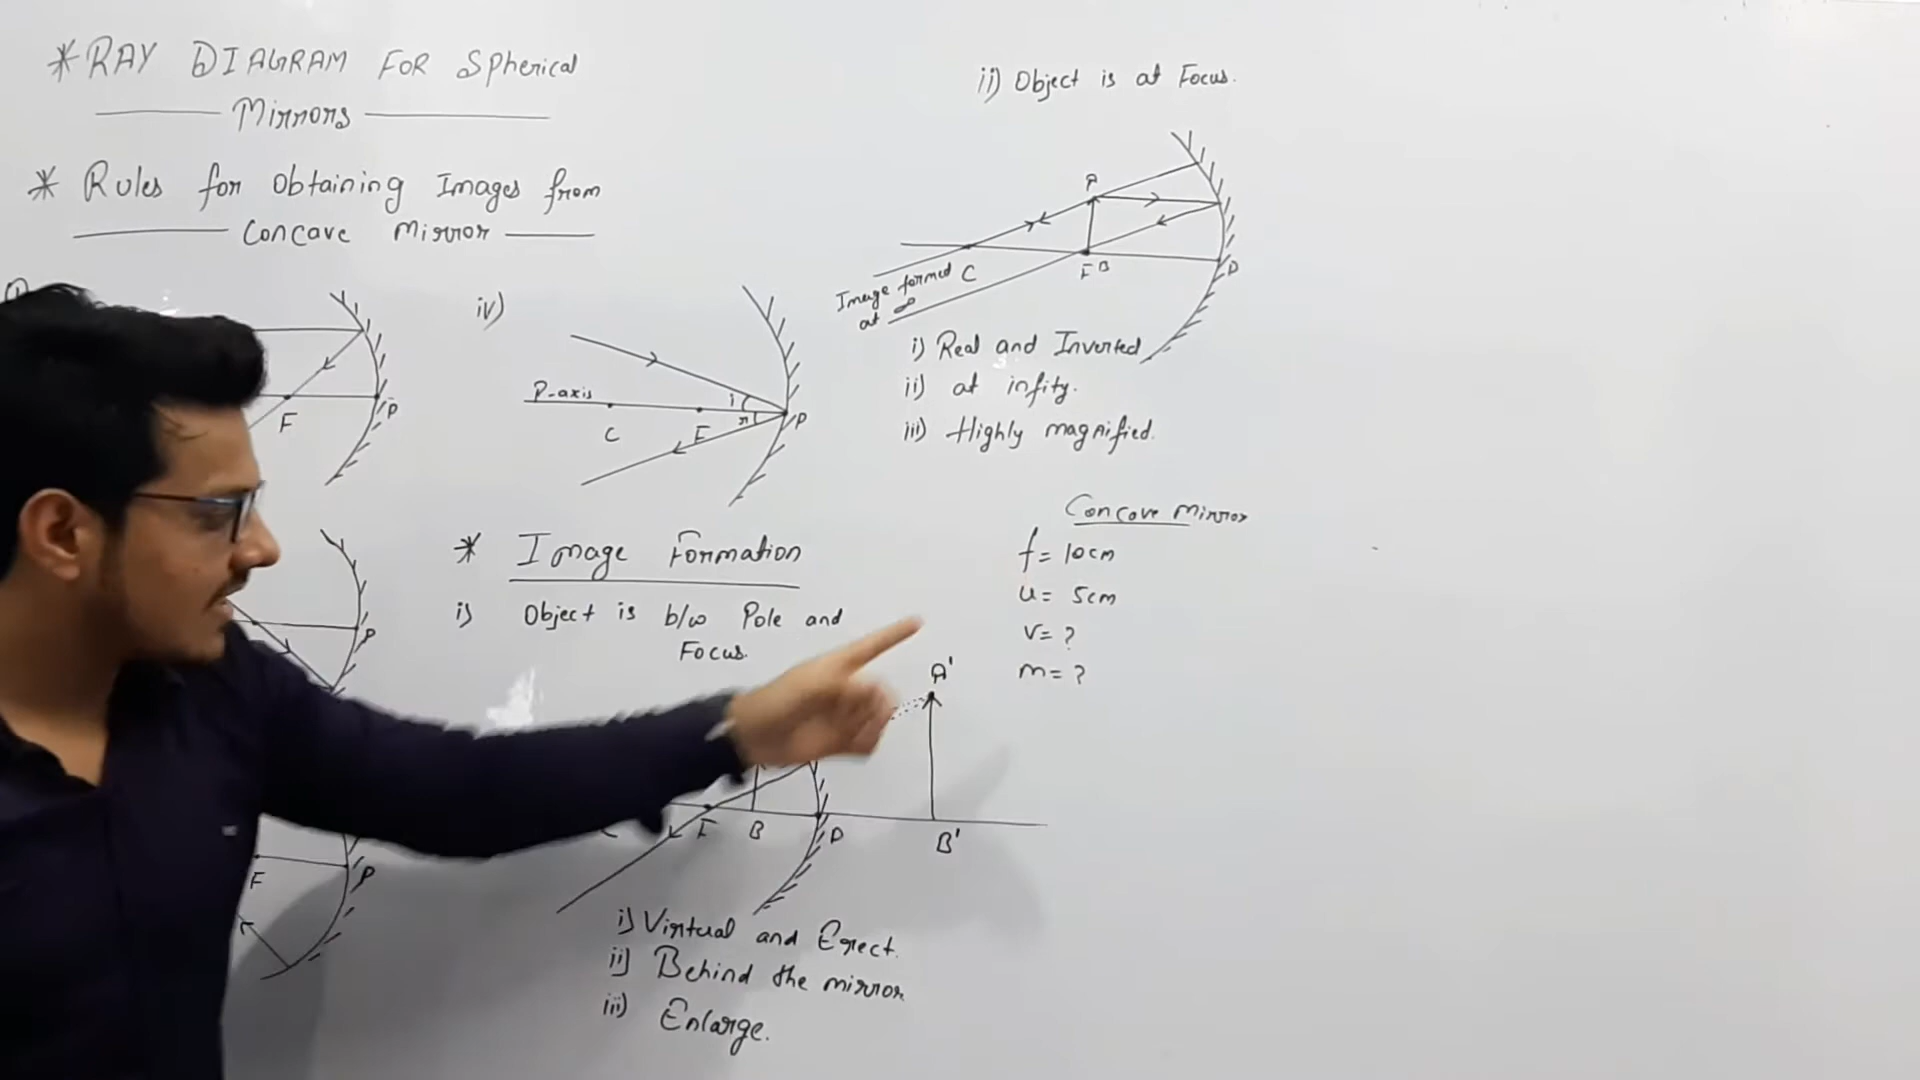 * RAY DIAGRAM FOR Spherical
Mirrors
* Rules for Obtaining Images from
Concave Mirror
F
P
iv)
P-axis
i
r
C
F
P
P
F
P
* Image Formation
i) Object is b/w Pole and
Focus.
A'
F
B
P
B'
i) Virtual and Erect.
ii) Behind the mirror
iii) Enlarge.
ii) Object is at Focus.
A
C
F
B
P
Image formed
at ∞
i) Real and Inverted
ii) at infity.
iii) Highly magnified.
Concave Mirror
f = 10cm
u = 5cm
v = ?
m = ?